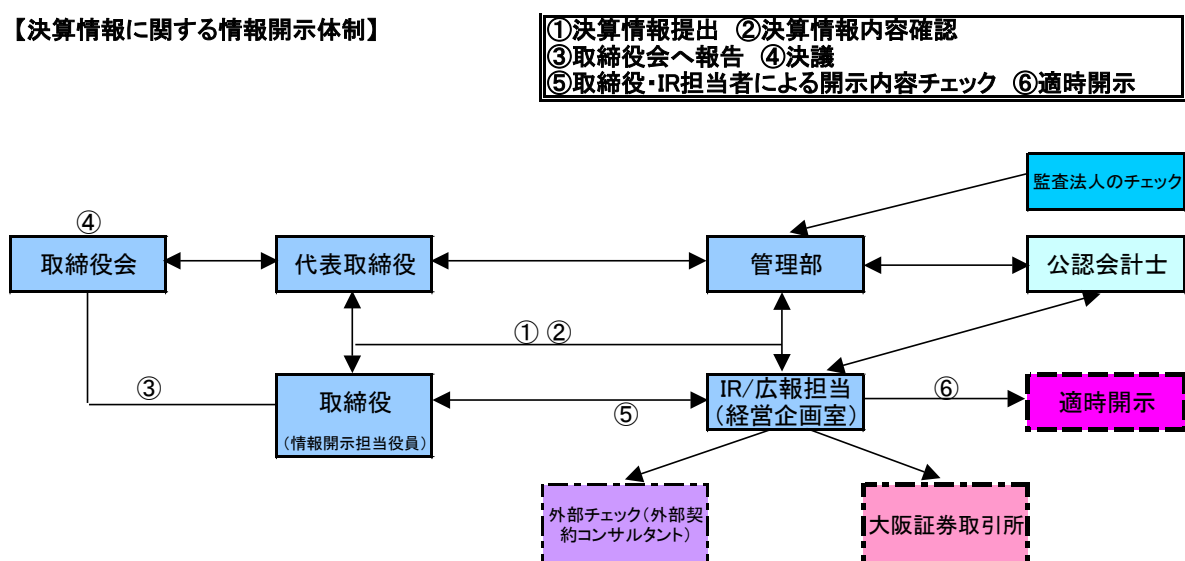 【決算情報に関する情報開示体制】
①決算情報提出 ②決算情報内容確認
③取締役会へ報告 ④決議
⑤取締役・IR担当者による開示内容チェック ⑥適時開示
監査法人のチェック
④
取締役会
代表取締役
管理部
公認会計士
① ②
③
取締役
(情報開示担当役員)
⑤
IR/広報担当
(経営企画室)
⑥
適時開示
外部チェック(外部契
約コンサルタント)
大阪証券取引所